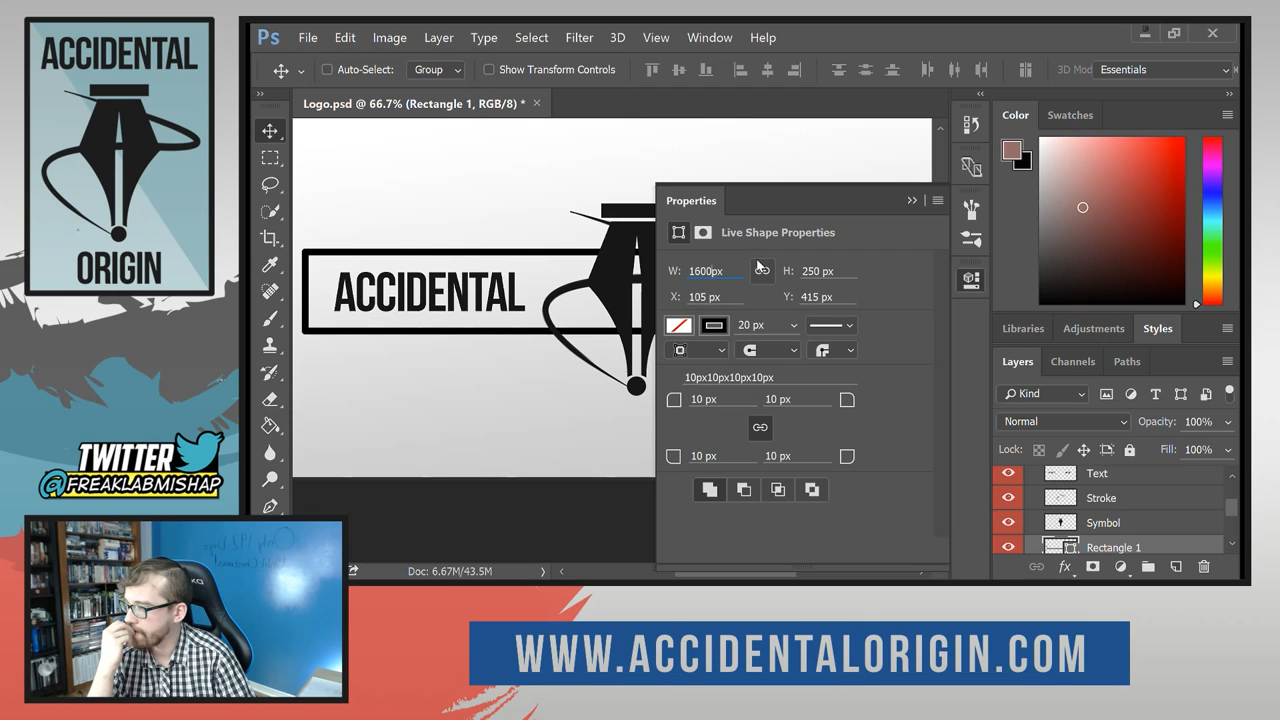 ACCIDENTAL
ORIGIN
Ps File Edit Image Layer Type Select Filter 3D View Window Help
Auto-Select: Group Show Transform Controls 3D Mod Essentials
Logo.psd @ 66.7% (Rectangle 1, RGB/8) * ×
ACCIDENTAL
Properties
Live Shape Properties
W: 1600px H: 250 px
X: 105 px Y: 415 px
20 px
10px10px10px10px
10 px 10 px
10 px 10 px
Color Swatches
Libraries Adjustments Styles
Layers Channels Paths
Kind
Normal Opacity: 100%
Lock: Fill: 100%
Text
Stroke
Symbol
Rectangle 1
fx
Doc: 6.67M/43.5M
TWITTER
@FREAKLABMISHAP
WWW.ACCIDENTALORIGIN.COM